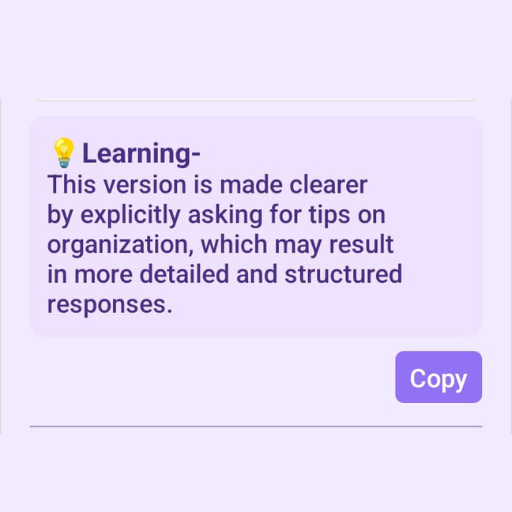 💡Learning-
This version is made clearer
by explicitly asking for tips on
organization, which may result
in more detailed and structured
responses.
Copy